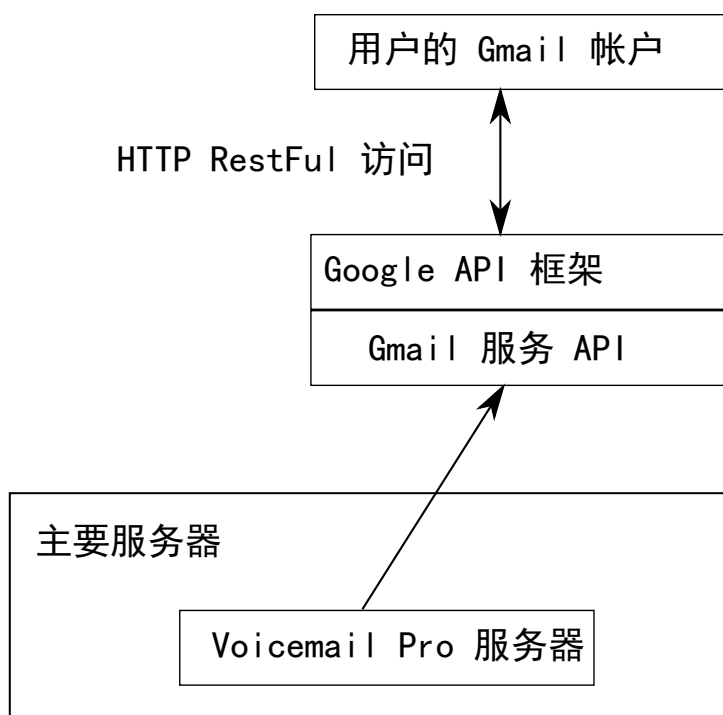 用户的 Gmail 帐户
HTTP RestFul 访问
Google API 框架
Gmail 服务 API
主要服务器
Voicemail Pro 服务器